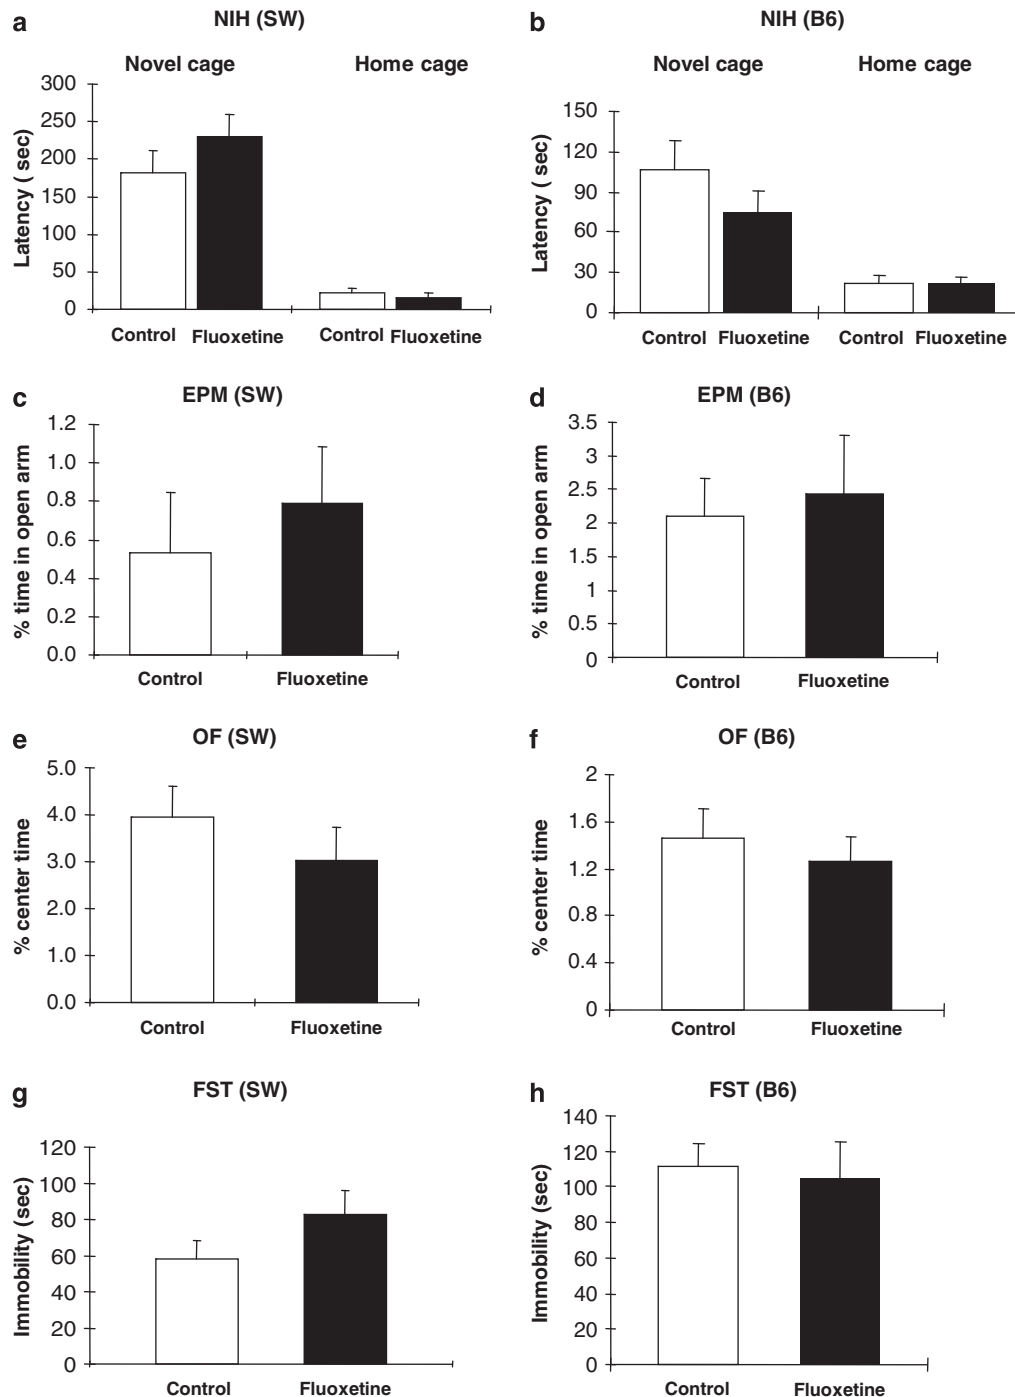 a
NIH (SW)
Novel cage
Home cage
Latency ( sec)
300
250
200
150
100
50
0
Control
Fluoxetine
Control
Fluoxetine
b
NIH (B6)
Novel cage
Home cage
Latency ( sec)
150
120
90
60
30
0
Control
Fluoxetine
Control
Fluoxetine
c
EPM (SW)
% time in open arm
1.2
1.0
0.8
0.6
0.4
0.2
0.0
Control
Fluoxetine
d
EPM (B6)
% time in open arm
3.5
3
2.5
2
1.5
1
0.5
0
Control
Fluoxetine
e
OF (SW)
% center time
5.0
4.0
3.0
2.0
1.0
0.0
Control
Fluoxetine
f
OF (B6)
% center time
2
1.6
1.2
0.8
0.4
0
Control
Fluoxetine
g
FST (SW)
Immobility (sec)
120
100
80
60
40
20
0
Control
Fluoxetine
h
FST (B6)
Immobility (sec)
140
120
100
80
60
40
20
0
Control
Fluoxetine